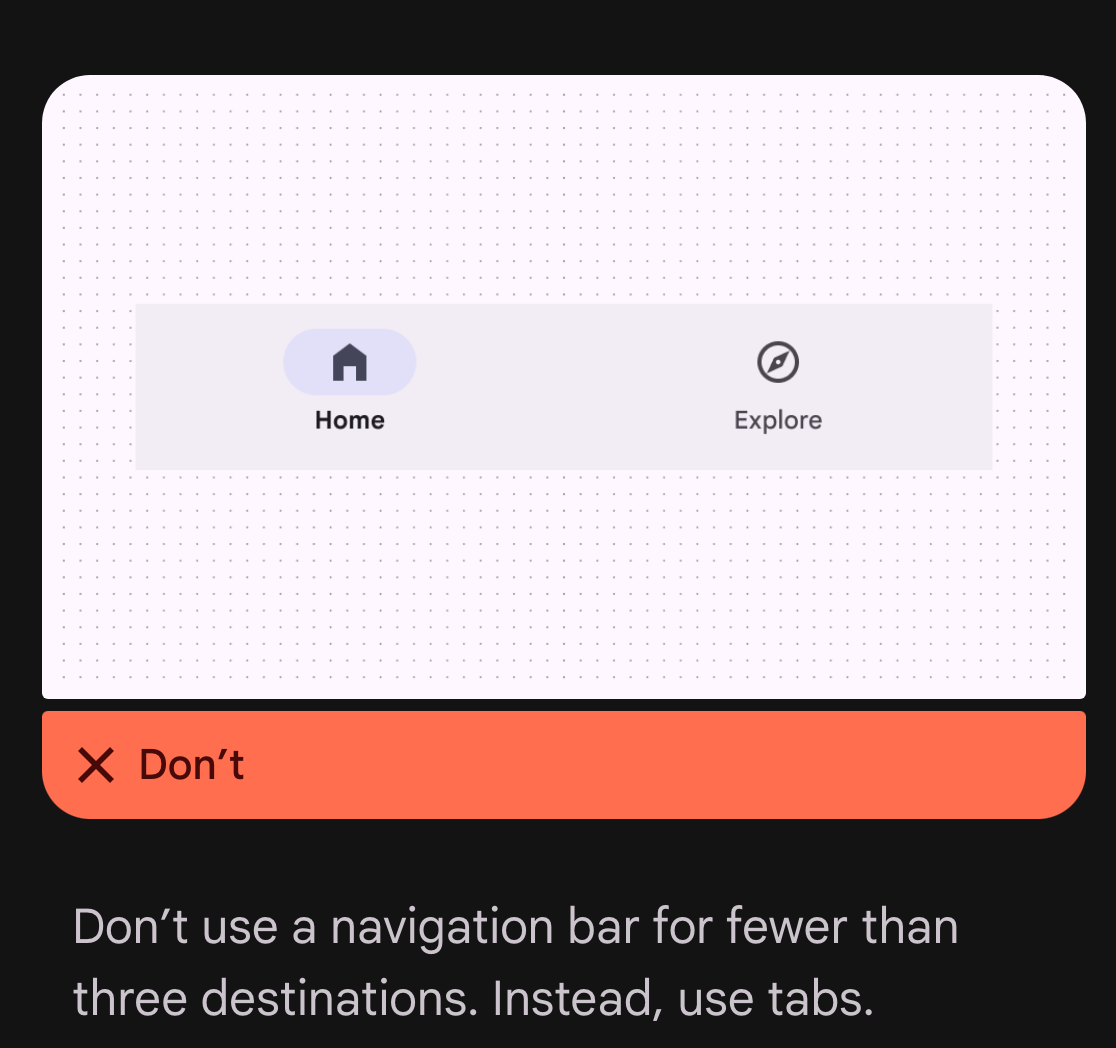 Home
Explore
Don’t
Don’t use a navigation bar for fewer than
three destinations. Instead, use tabs.